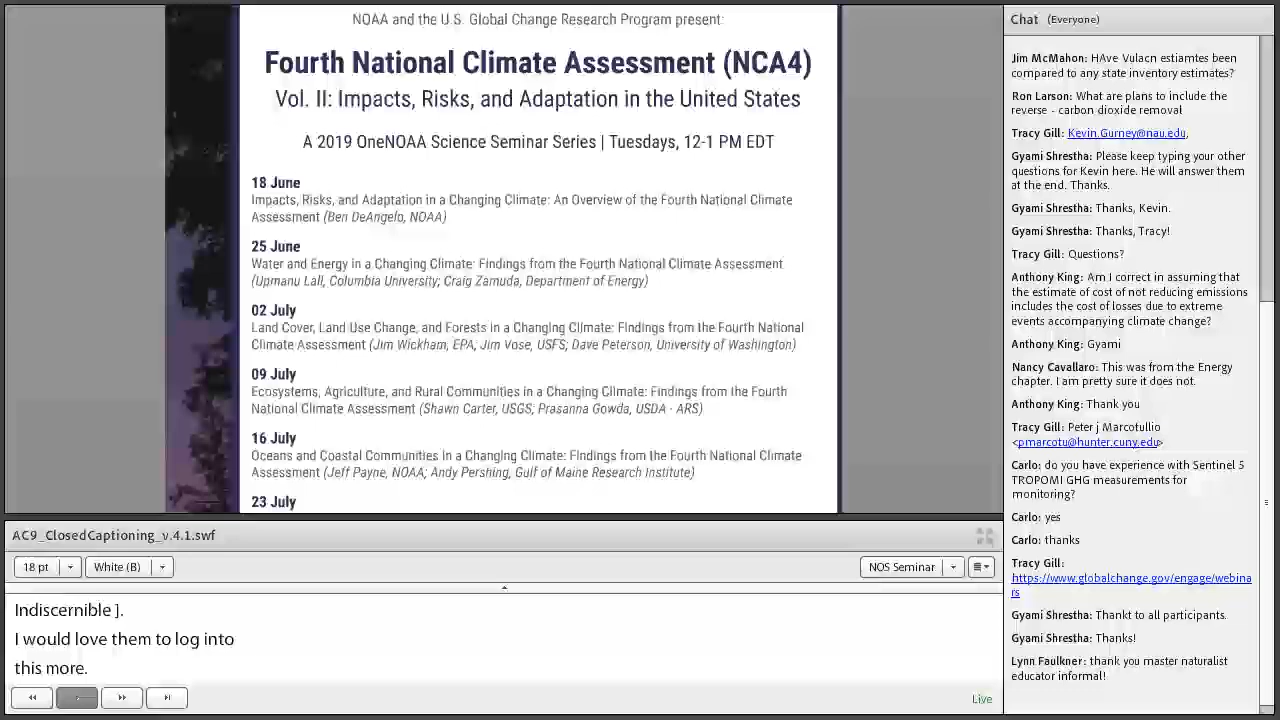 NOAA and the U.S. Global Change Research Program present:
Fourth National Climate Assessment (NCA4)
Vol. II: Impacts, Risks, and Adaptation in the United States
A 2019 OneNOAA Science Seminar Series | Tuesdays, 12-1 PM EDT
18 June
Impacts, Risks, and Adaptation in a Changing Climate: An Overview of the Fourth National Climate
Assessment (Ben DeAngelo, NOAA)
25 June
Water and Energy in a Changing Climate: Findings from the Fourth National Climate Assessment
(Upmanu Lall, Columbia University; Craig Zamuda, Department of Energy)
02 July
Land Cover, Land Use Change, and Forests in a Changing Climate: Findings from the Fourth National
Climate Assessment (Jim Wickham, EPA; Jim Vose, USFS; Dave Peterson, University of Washington)
09 July
Ecosystems, Agriculture, and Rural Communities in a Changing Climate: Findings from the Fourth
National Climate Assessment (Shawn Carter, USGS; Prasanna Gowda, USDA - ARS)
16 July
Oceans and Coastal Communities in a Changing Climate: Findings from the Fourth National Climate
Assessment (Jeff Payne, NOAA; Andy Pershing, Gulf of Maine Research Institute)
23 July
AC9_ClosedCaptioning_v.4.1.swf
18 pt
White (B)
NOS Seminar
Indiscernible ].
I would love them to log into
this more.
Live
Chat (Everyone)
Jim McMahon: HAve Vulacn estiamtes been
compared to any state inventory estimates?
Ron Larson: What are plans to include the
reverse - carbon dioxide removal
Tracy Gill: Kevin.Gurney@nau.edu,
Gyami Shrestha: Please keep typing your other
questions for Kevin here. He will answer them
at the end. Thanks.
Gyami Shrestha: Thanks, Kevin.
Gyami Shrestha: Thanks, Tracy!
Tracy Gill: Questions?
Anthony King: Am I correct in assuming that
the estimate of cost of not reducing emissions
includes the cost of losses due to extreme
events accompanying climate change?
Anthony King: Gyami
Nancy Cavallaro: This was from the Energy
chapter. I am pretty sure it does not.
Anthony King: Thank you
Tracy Gill: Peter j Marcotullio
<pmarcotu@hunter.cuny.edu>
Carlo: do you have experience with Sentinel 5
TROPOMI GHG measurements for
monitoring?
Carlo: yes
Carlo: thanks
Tracy Gill:
https://www.globalchange.gov/engage/webina
rs
Gyami Shrestha: Thankt to all participants.
Gyami Shrestha: Thanks!
Lynn Faulkner: thank you master naturalist
educator informal!